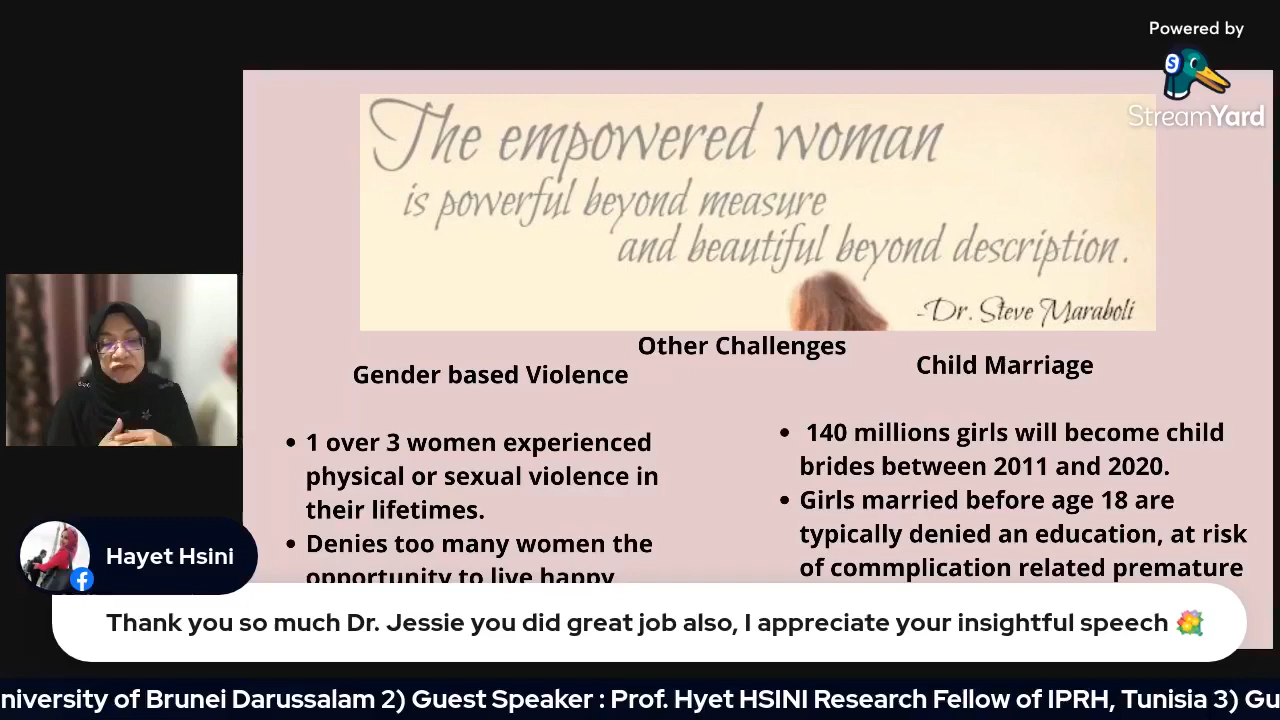 Powered by
StreamYard
The empowered woman
is powerful beyond measure
and beautiful beyond description.
-Dr. Steve Maraboli
Other Challenges
Gender based Violence
1 over 3 women experienced
physical or sexual violence in
their lifetimes.
Denies too many women the
opportunity to live happy
Child Marriage
140 millions girls will become child
brides between 2011 and 2020.
Girls married before age 18 are
typically denied an education, at risk
of commplication related premature
Hayet Hsini
Thank you so much Dr. Jessie you did great job also, I appreciate your insightful speech 💐
niversity of Brunei Darussalam 2) Guest Speaker : Prof. Hyet HSINI Research Fellow of IPRH, Tunisia 3) Gu